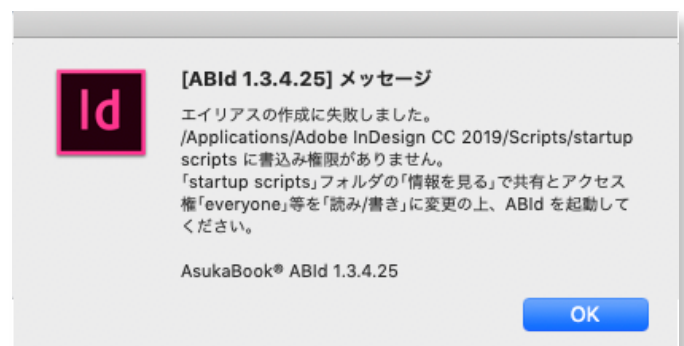 Id
[ABId 1.3.4.25] メッセージ
エイリアスの作成に失敗しました。
/Applications/Adobe InDesign CC 2019/Scripts/startup
scripts に書込み権限がありません。
「startup scripts」フォルダの「情報を見る」で共有とアクセス
権「everyone」等を「読み/書き」に変更の上、ABId を起動して
ください。
AsukaBook® ABId 1.3.4.25
OK